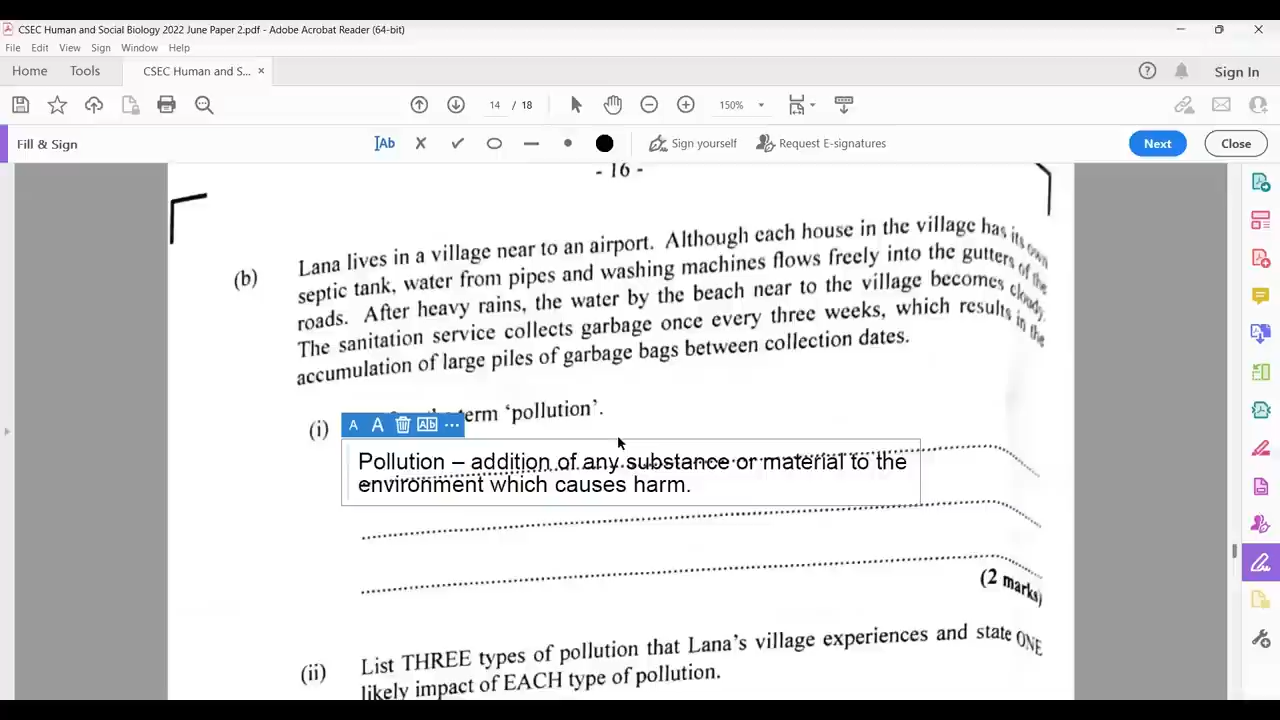 CSEC Human and Social Biology 2022 June Paper 2.pdf - Adobe Acrobat Reader (64-bit)
File Edit View Sign Window Help
Home Tools CSEC Human and S... × Sign In
14 / 18 150%
Fill & Sign Ab Sign yourself Request E-signatures Next Close
- 16 -
(b) Lana lives in a village near to an airport. Although each house in the village has its own
septic tank, water from pipes and washing machines flows freely into the gutters of the
roads. After heavy rains, the water by the beach near to the village becomes cloudy.
The sanitation service collects garbage once every three weeks, which results in the
accumulation of large piles of garbage bags between collection dates.
(i) term ‘pollution’.
A A Ab ...
Pollution – addition of any substance or material to the
environment which causes harm.
(2 marks)
(ii) List THREE types of pollution that Lana’s village experiences and state ONE
likely impact of EACH type of pollution.